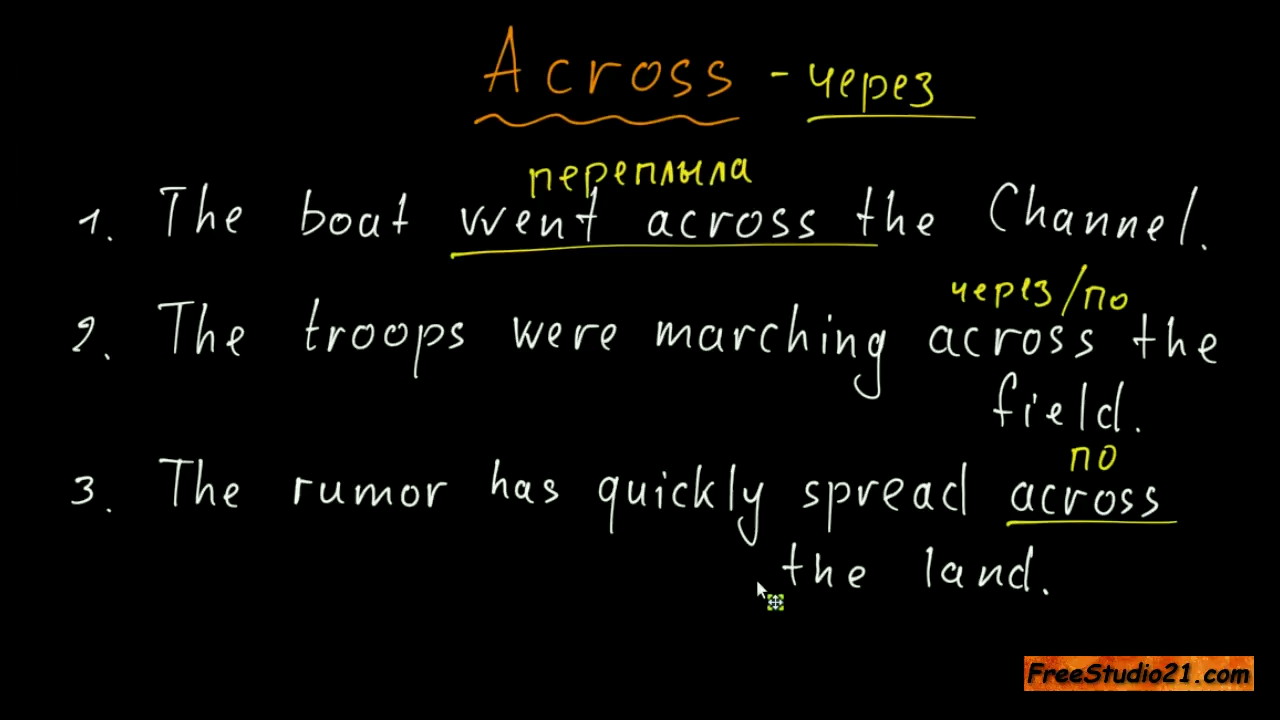 Across - через
переплыла
1. The boat went across the Channel.
через/по
2. The troops were marching across the
field.
по
3. The rumor has quickly spread across
the land.
FreeStudio21.com